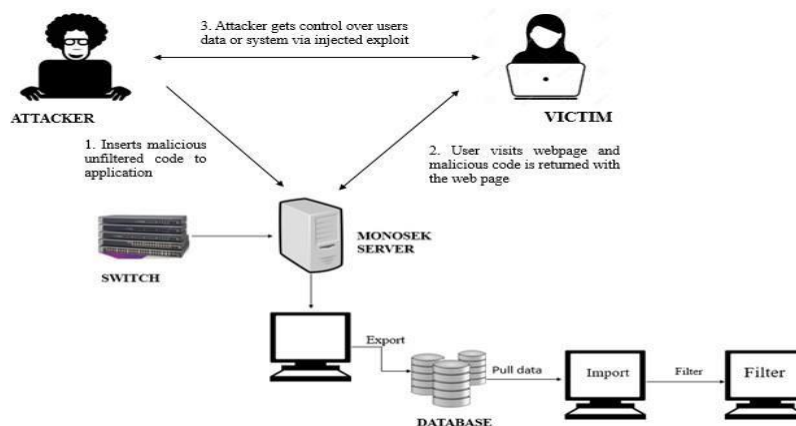 3. Attacker gets control over users
data or system via injected exploit
ATTACKER
VICTIM
1. Inserts malicious
unfiltered code to
application
2. User visits webpage and
malicious code is returned with
the web page
MONOSEK
SERVER
SWITCH
Export
Pull data
Import
Filter
Filter
DATABASE